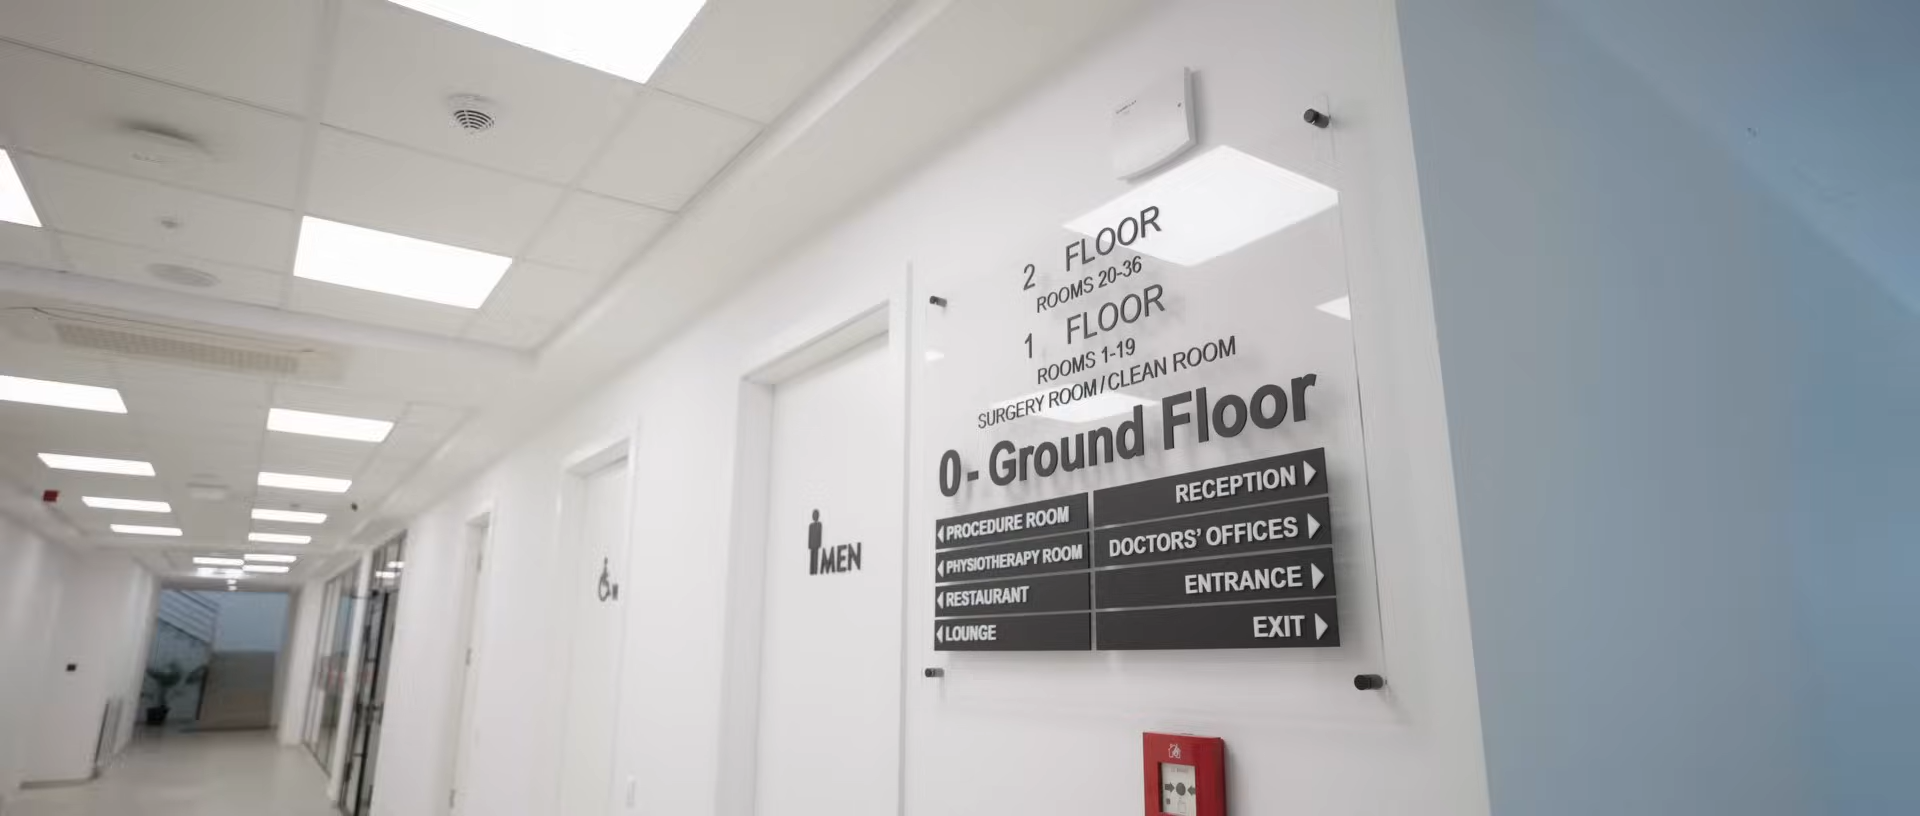 2 FLOOR
ROOMS 20-36
1 FLOOR
ROOMS 1-19
SURGERY ROOM / CLEAN ROOM
0 - Ground Floor
PROCEDURE ROOM
PHYSIOTHERAPY ROOM
RESTAURANT
LOUNGE
RECEPTION
DOCTORS' OFFICES
ENTRANCE
EXIT
MEN